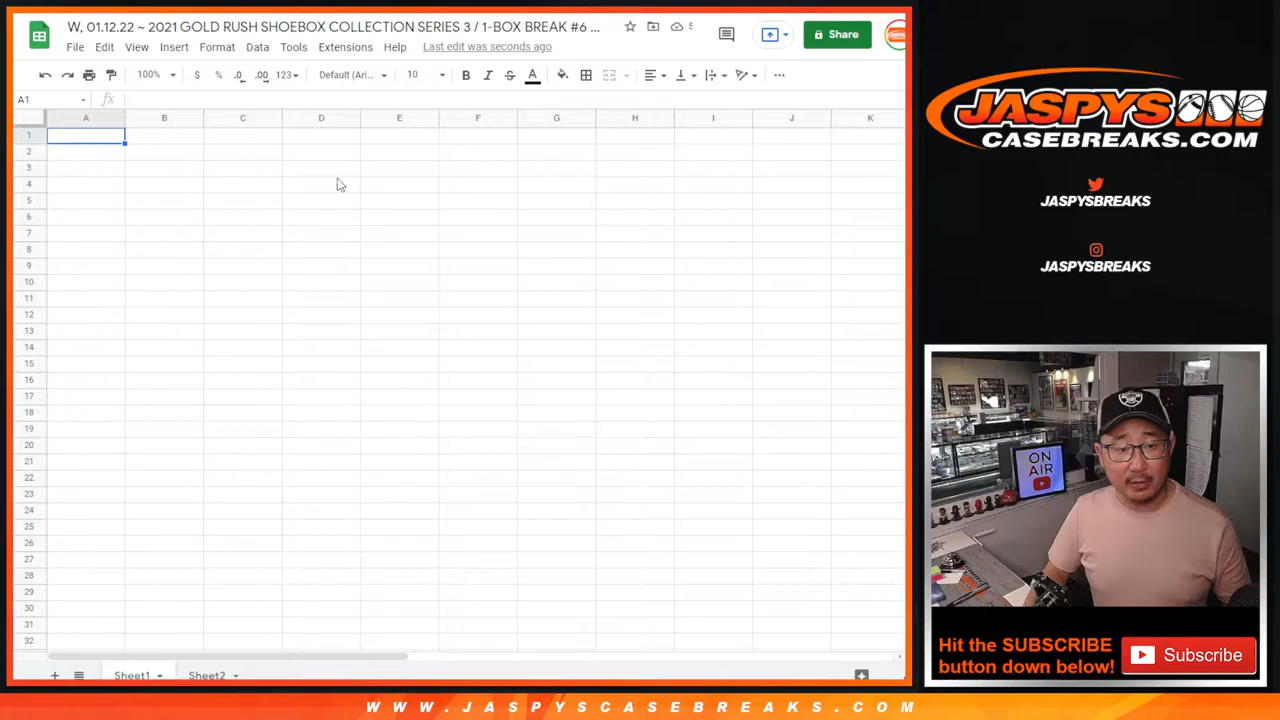 W, 01.12.22 ~ 2021 GOLD RUSH SHOEBOX COLLECTION SERIES 3 / 1-BOX BREAK #6 ...
File Edit View Insert Format Data Tools Extensions Help Last edit was seconds ago
Share
100% $ % .0 .00 123 Default (Ari... 10 B I S A
A1 fx
A B C D E F G H I J K
1
2
3
4
5
6
7
8
9
10
11
12
13
14
15
16
17
18
19
20
21
22
23
24
25
26
27
28
29
30
31
32
Sheet1 Sheet2
JASPYS
CASEBREAKS.COM
JASPYSBREAKS
JASPYSBREAKS
ON
AIR
Hit the SUBSCRIBE
button down below!
Subscribe
WWW.JASPYSCASEBREAKS.COM